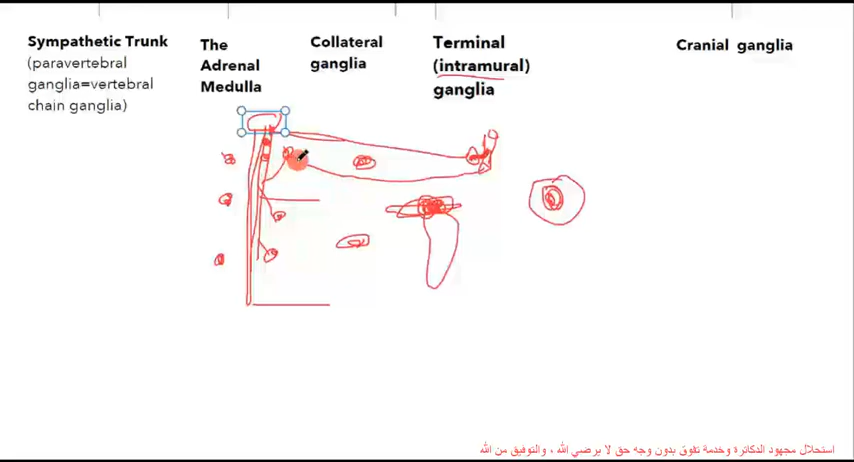 Sympathetic Trunk
(paravertebral
ganglia=vertebral
chain ganglia)
The
Adrenal
Medulla
Collateral
ganglia
Terminal
(intramural)
ganglia
Cranial ganglia
استحلال مجهود الدكاترة وخدمة تفوق بدون وجه حق لا يرضي الله ، والتوفيق من الله